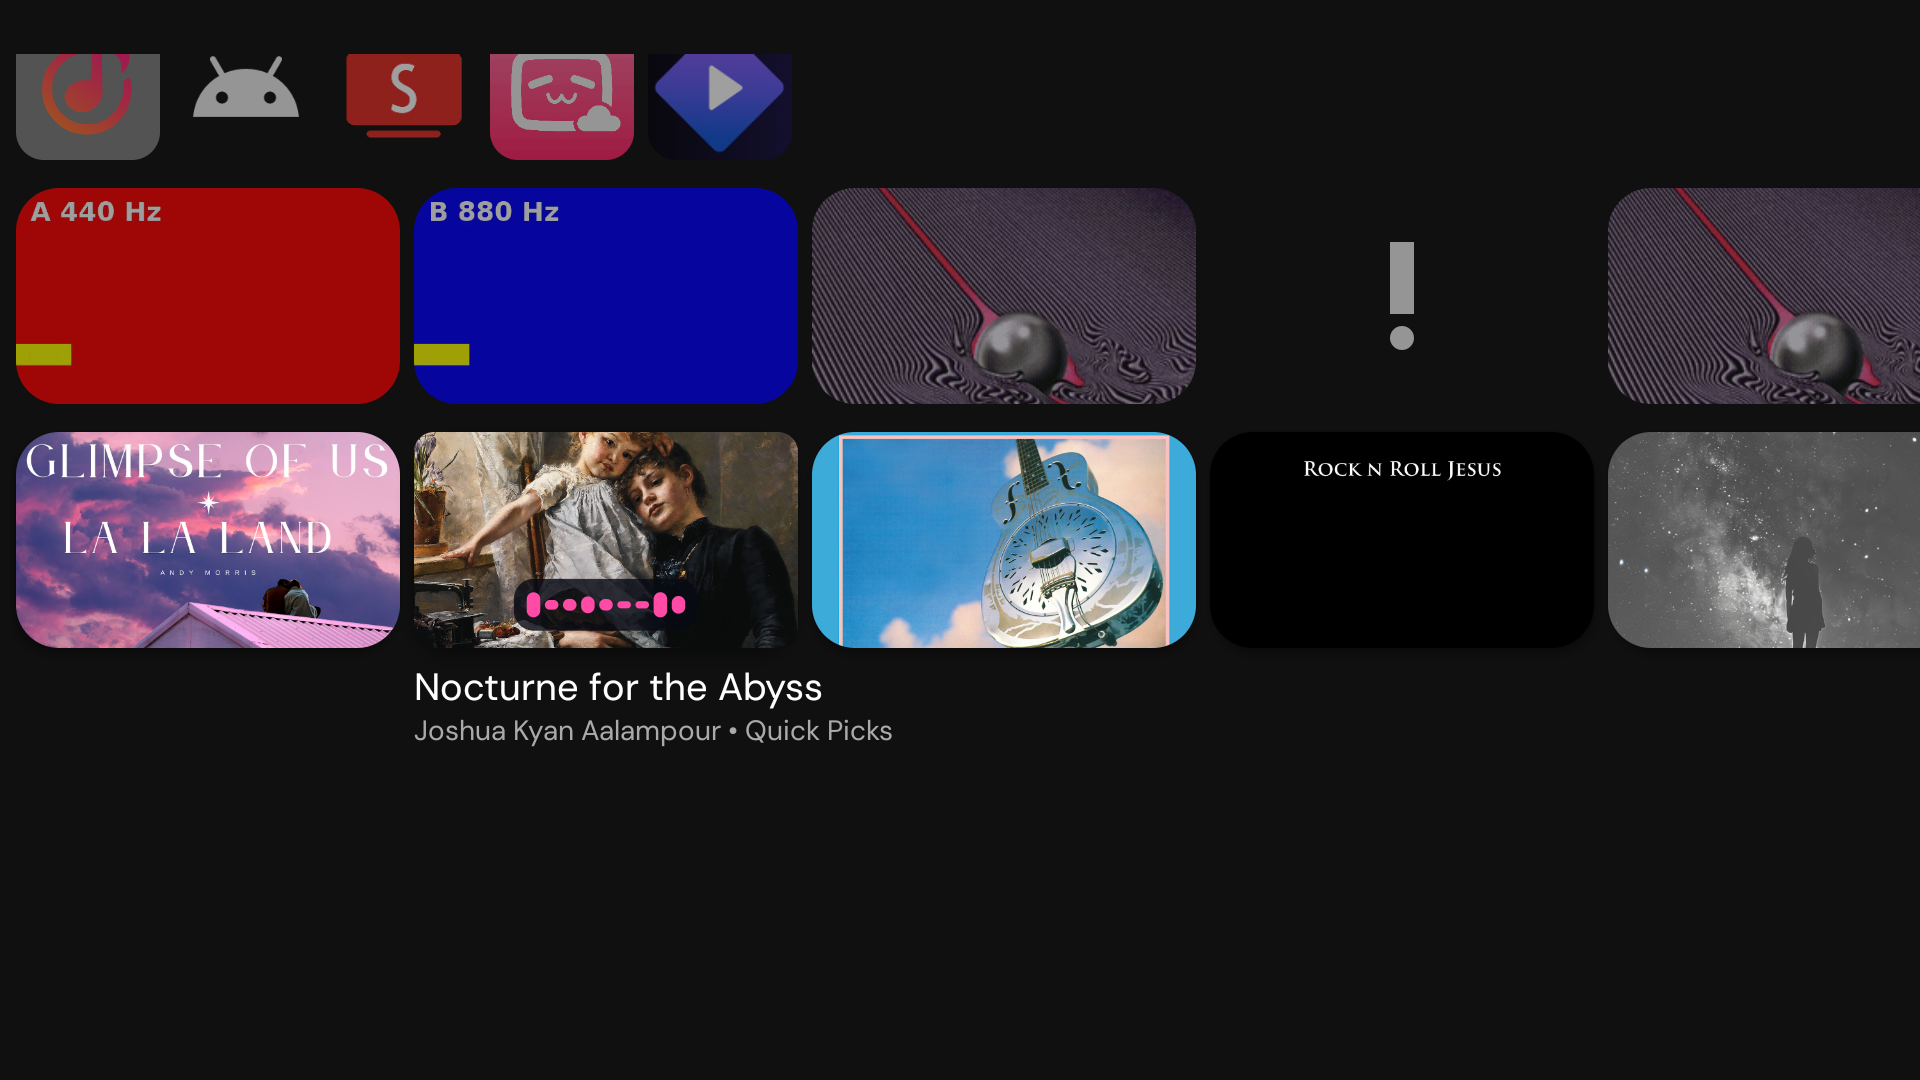 S
A 440 Hz
B 880 Hz
!
GLIMPSE OF US
LA LA LAND
ANDY MORRIS
ROCK N ROLL JESUS
Nocturne for the Abyss
Joshua Kyan Aalampour • Quick Picks